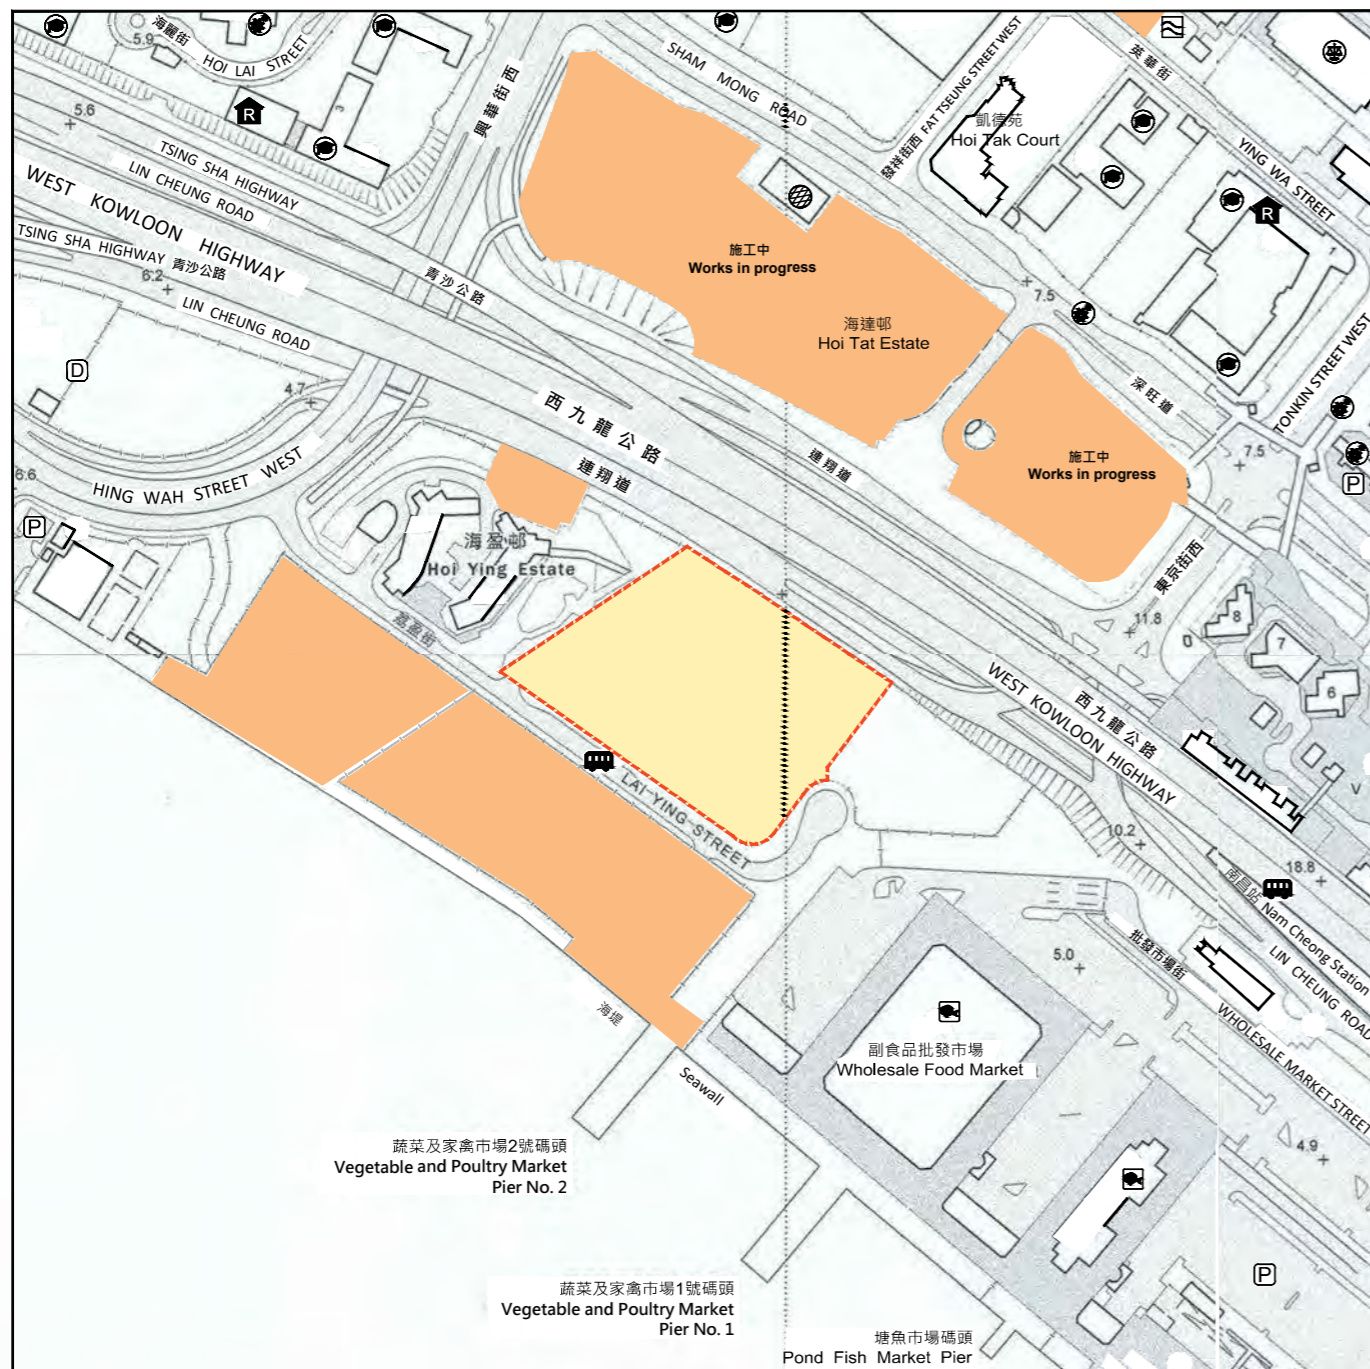 海麗街
HOI LAI STREET
5.9
3
R
5.6
TSING SHA HIGHWAY
LIN CHEUNG ROAD
WEST KOWLOON HIGHWAY
TSING SHA HIGHWAY 青沙公路
6.2
LIN CHEUNG ROAD
興華街西
青沙公路
SHAM MONG ROAD
發祥街西 FAT TSEUNG STREET WEST
凱德苑
Hoi Tak Court
英華街
YING WA STREET
R
1
TONKIN STREET WEST
施工中
Works in progress
海達邨
Hoi Tat Estate
7.5
深旺道
施工中
Works in progress
7.5
P
D
4.7
HING WAH STREET WEST
6.6
P
西九龍公路
連翔道
連翔道
海盈邨
Hoi Ying Estate
荔盈街
LAI YING STREET
東京街西
11.8
8
7
6
V
西九龍公路
WEST KOWLOON HIGHWAY
10.2
18.8
南昌站 Nam Cheong Station
LIN CHEUNG ROAD
批發市場街
WHOLESALE MARKET STREET
5.0
4.9
副食品批發市場
Wholesale Food Market
海堤
Seawall
P
蔬菜及家禽市場2號碼頭
Vegetable and Poultry Market
Pier No. 2
蔬菜及家禽市場1號碼頭
Vegetable and Poultry Market
Pier No. 1
塘魚市場碼頭
Pond Fish Market Pier